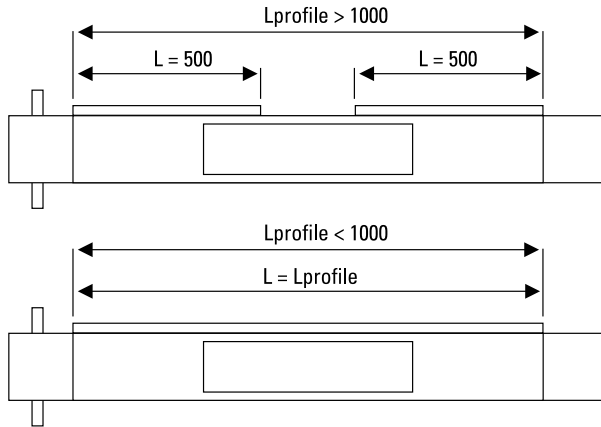 Lprofile > 1000
L = 500
L = 500
Lprofile < 1000
L = Lprofile